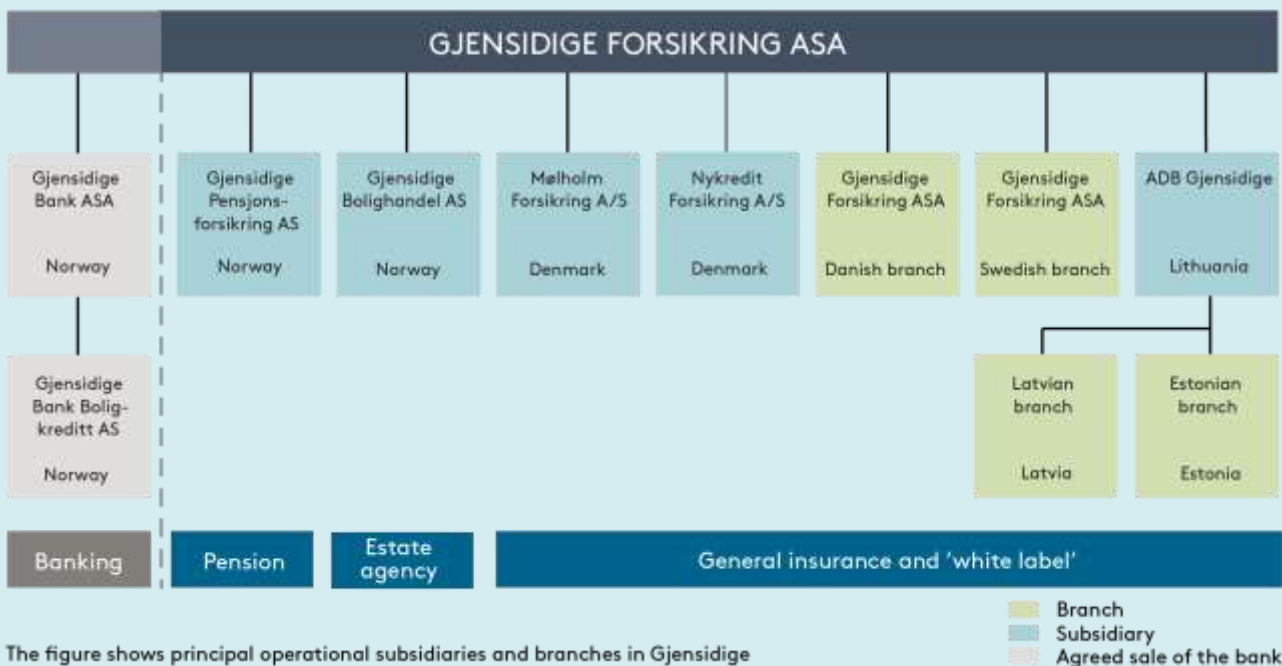 GJENSIDIGE FORSIKRING ASA
Gjensidige
Bank ASA
Norway
Gjensidige
Pensjons-
forsikring AS
Norway
Gjensidige
Bolighandel AS
Norway
Mølholm
Forsikring A/S
Denmark
Nykredit
Forsikring A/S
Denmark
Gjensidige
Forsikring ASA
Danish branch
Gjensidige
Forsikring ASA
Swedish branch
ADB Gjensidige
Lithuania
Gjensidige
Bank Bolig-
kreditt AS
Norway
Latvian
branch
Latvia
Estonian
branch
Estonia
Banking
Pension
Estate
agency
General insurance and 'white label'
Branch
Subsidiary
Agreed sale of the bank
The figure shows principal operational subsidiaries and branches in Gjensidige